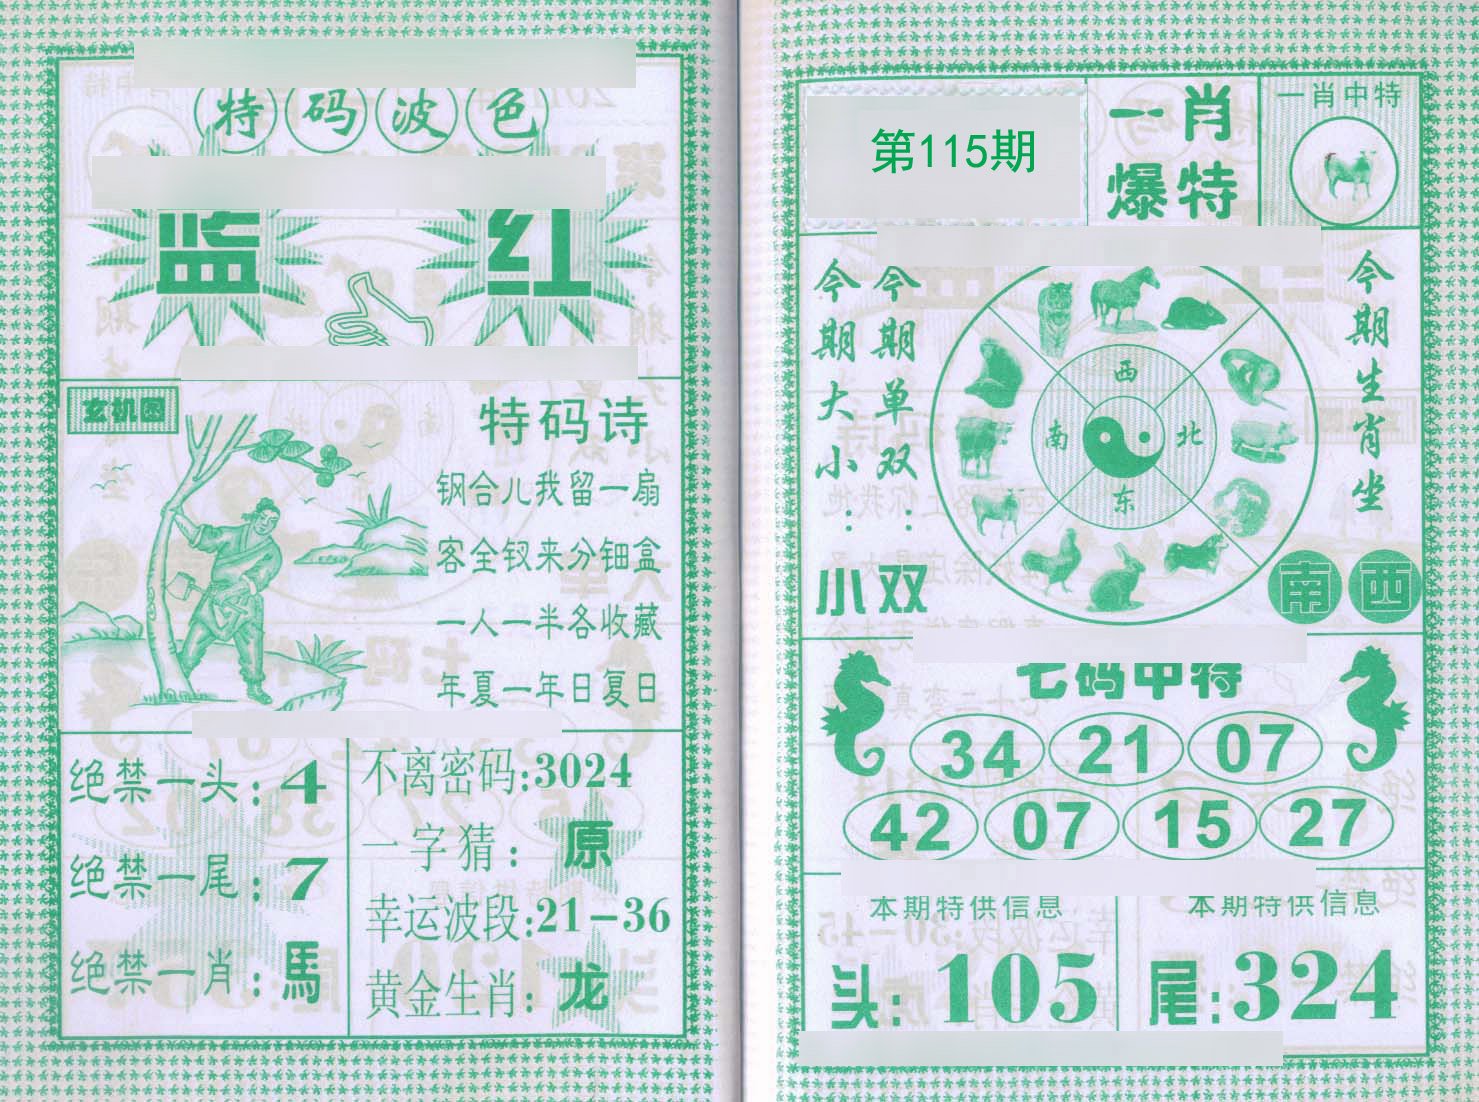 特码波色
蓝 红
玄机图
特码诗
钢合儿我留一扇
客全钗来分钿盒
一人一半各收藏
年夏一年日复日
绝禁一头：4
绝禁一尾：7
绝禁一肖：馬
不离密码:3024
一字猜：原
幸运波段:21-36
黄金生肖：龙
第115期
一肖
爆特
一肖中特
今期大小：小
今期单双：双
西
南 北
东
今期生肖坐
南 西
七码中特
34 21 07
42 07 15 27
本期特供信息
头：105
本期特供信息
尾：324